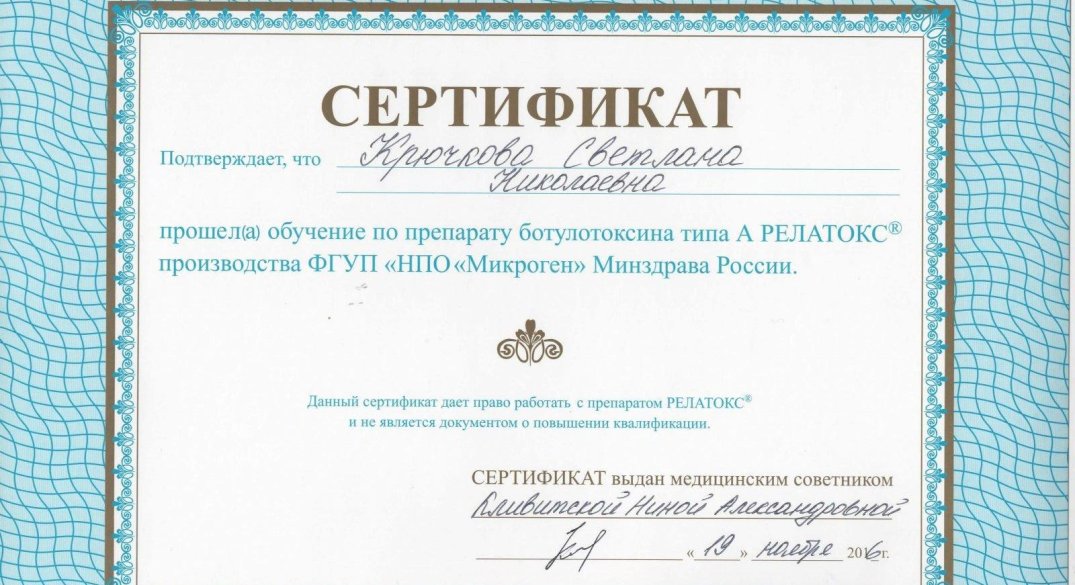 СЕРТИФИКАТ
Подтверждает, что Крючкова Светлана
Николаевна
прошел(а) обучение по препарату ботулотоксина типа А РЕЛАТОКС®
производства ФГУП «НПО «Микроген» Минздрава России.
Данный сертификат дает право работать с препаратом РЕЛАТОКС®
и не является документом о повышении квалификации.
СЕРТИФИКАТ выдан медицинским советником
Ниной Александровной
« 19 » ноября 2016г.